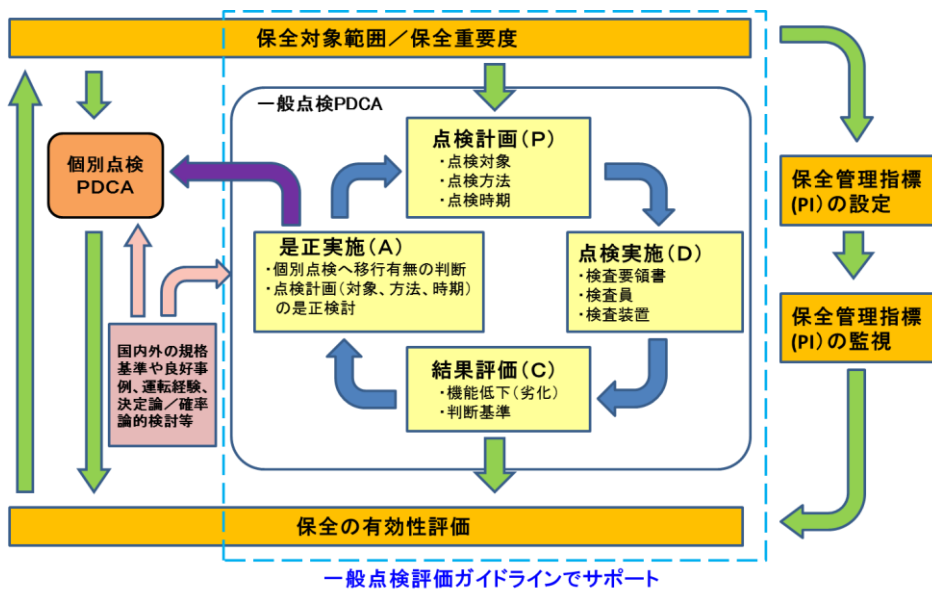 保全対象範囲／保全重要度
一般点検PDCA
個別点検
PDCA
点検計画(P)
・点検対象
・点検方法
・点検時期
保全管理指標
(PI)の設定
是正実施(A)
・個別点検へ移行有無の判断
・点検計画(対象、方法、時期)
の是正検討
点検実施(D)
・検査要領書
・検査員
・検査装置
保全管理指標
(PI)の監視
国内外の規格
基準や良好事
例、運転経験、
決定論／確率
論的検討等
結果評価(C)
・機能低下(劣化)
・判断基準
保全の有効性評価
一般点検評価ガイドラインでサポート